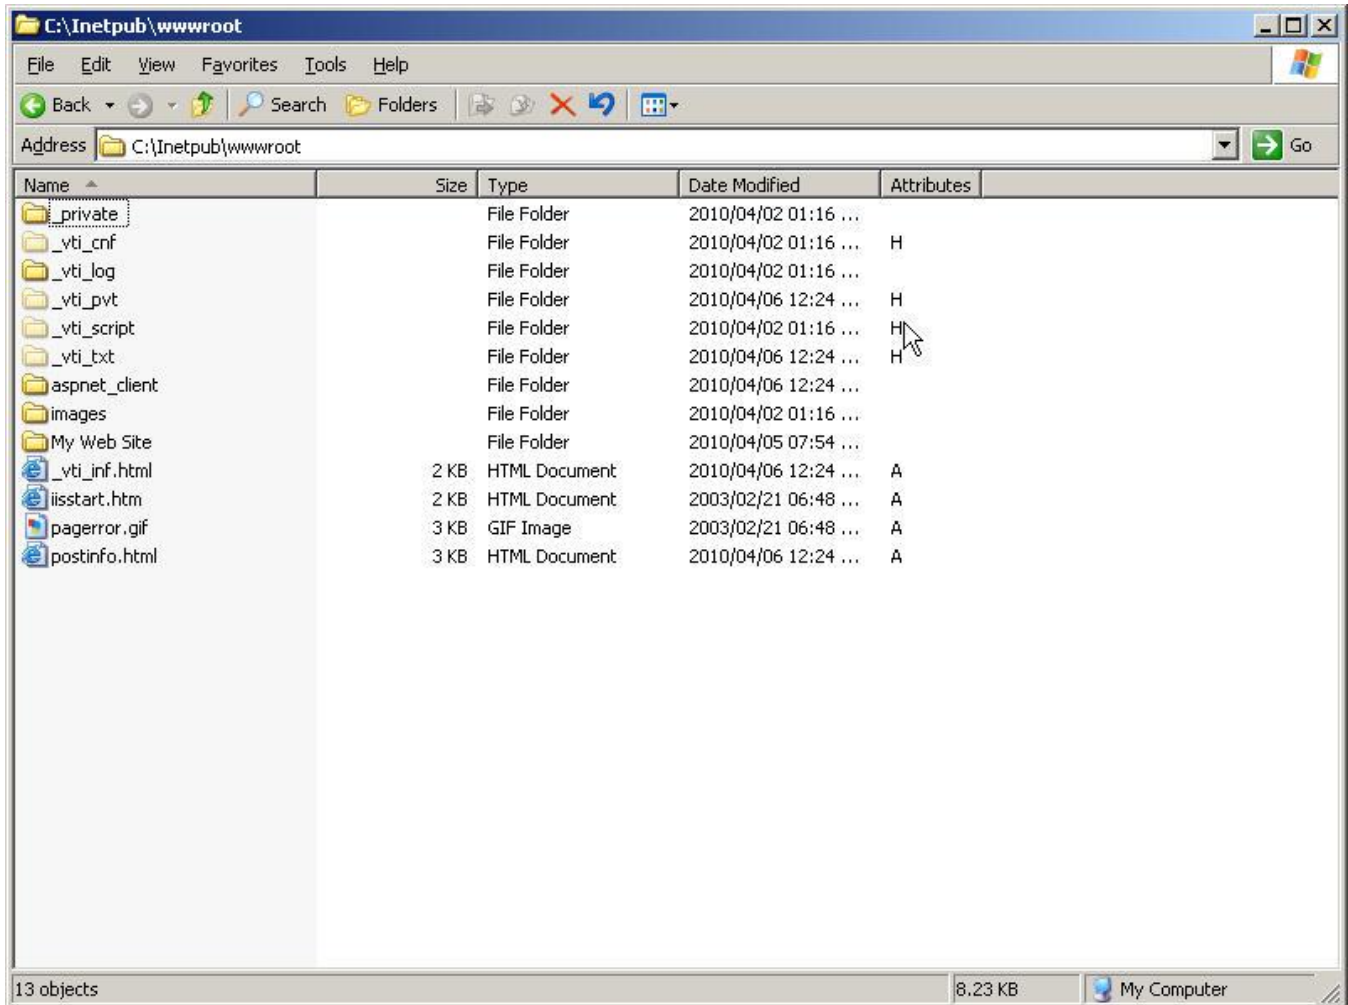 C:\Inetpub\wwwroot
File Edit View Favorites Tools Help
Back Search Folders
Address C:\Inetpub\wwwroot Go
Name Size Type Date Modified Attributes
_private File Folder 2010/04/02 01:16 ...
_vti_cnf File Folder 2010/04/02 01:16 ... H
_vti_log File Folder 2010/04/02 01:16 ...
_vti_pvt File Folder 2010/04/06 12:24 ... H
_vti_script File Folder 2010/04/02 01:16 ... H
_vti_txt File Folder 2010/04/06 12:24 ... H
aspnet_client File Folder 2010/04/06 12:24 ...
images File Folder 2010/04/02 01:16 ...
My Web Site File Folder 2010/04/05 07:54 ...
_vti_inf.html 2 KB HTML Document 2010/04/06 12:24 ... A
iisstart.htm 2 KB HTML Document 2003/02/21 06:48 ... A
pagerror.gif 3 KB GIF Image 2003/02/21 06:48 ... A
postinfo.html 3 KB HTML Document 2010/04/06 12:24 ... A
13 objects 8.23 KB My Computer